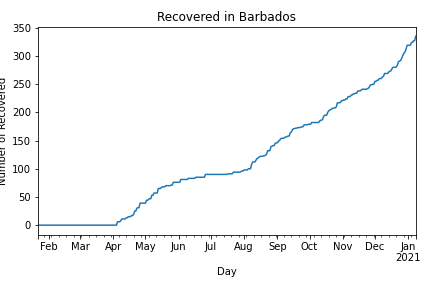 Recovered in Barbados
Number of Recovered
350
300
250
200
150
100
50
0
Feb Mar Apr May Jun Jul Aug Sep Oct Nov Dec Jan
2021
Day